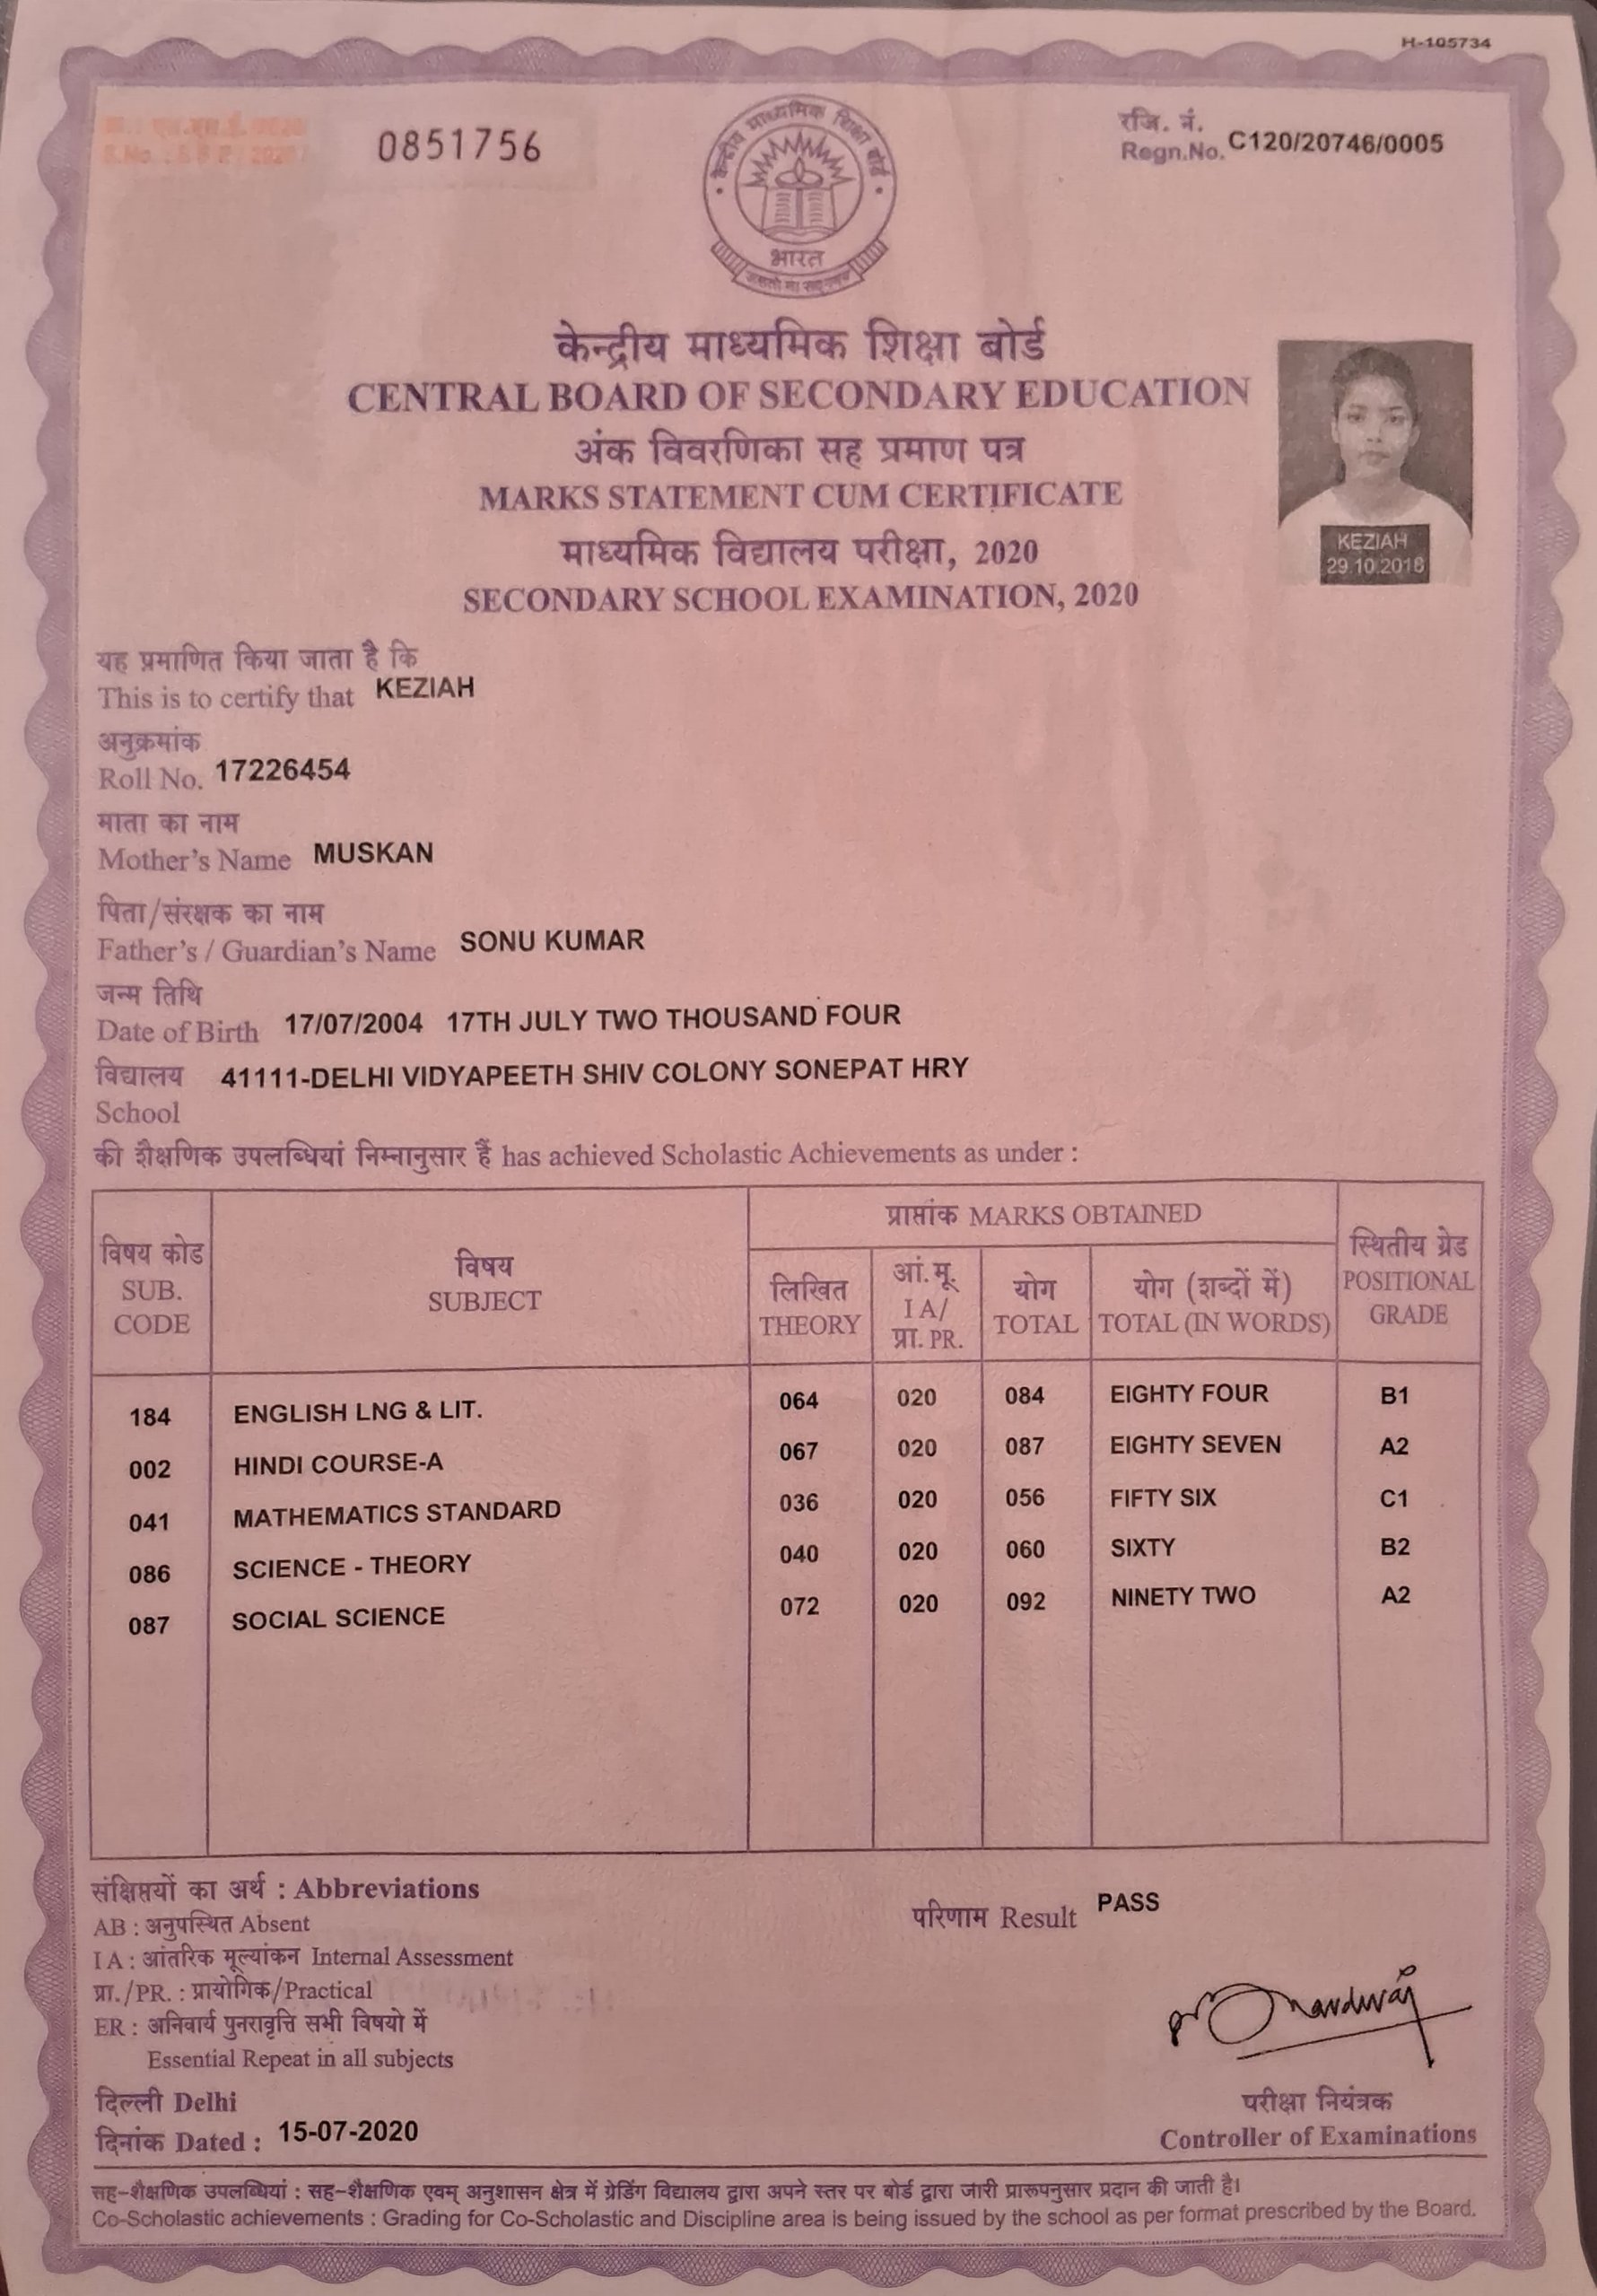 H-105734
0851756
रजि. नं.
Regn.No. C120/20746/0005
केन्द्रीय माध्यमिक शिक्षा बोर्ड
भारत
केन्द्रीय माध्यमिक शिक्षा बोर्ड
CENTRAL BOARD OF SECONDARY EDUCATION
अंक विवरणिका सह प्रमाण पत्र
MARKS STATEMENT CUM CERTIFICATE
माध्यमिक विद्यालय परीक्षा, 2020
SECONDARY SCHOOL EXAMINATION, 2020
KEZIAH
29.10.2018
यह प्रमाणित किया जाता है कि
This is to certify that KEZIAH
अनुक्रमांक
Roll No. 17226454
माता का नाम
Mother's Name MUSKAN
पिता/संरक्षक का नाम
Father's / Guardian's Name SONU KUMAR
जन्म तिथि
Date of Birth 17/07/2004 17TH JULY TWO THOUSAND FOUR
विद्यालय 41111-DELHI VIDYAPEETH SHIV COLONY SONEPAT HRY
School
की शैक्षणिक उपलब्धियां निम्नानुसार हैं has achieved Scholastic Achievements as under :
विषय कोड
SUB.
CODE
विषय
SUBJECT
प्राप्तांक MARKS OBTAINED
लिखित
THEORY
आं.मू.
I A/
प्रा. PR.
योग
TOTAL
योग (शब्दों में)
TOTAL (IN WORDS)
स्थितीय ग्रेड
POSITIONAL
GRADE
184 ENGLISH LNG & LIT. 064 020 084 EIGHTY FOUR B1
002 HINDI COURSE-A 067 020 087 EIGHTY SEVEN A2
041 MATHEMATICS STANDARD 036 020 056 FIFTY SIX C1
086 SCIENCE - THEORY 040 020 060 SIXTY B2
087 SOCIAL SCIENCE 072 020 092 NINETY TWO A2
संक्षिप्तयों का अर्थ : Abbreviations
AB : अनुपस्थित Absent
I A : आंतरिक मूल्यांकन Internal Assessment
प्रा./PR. : प्रायोगिक/Practical
ER : अनिवार्य पुनरावृत्ति सभी विषयो में
Essential Repeat in all subjects
परिणाम Result PASS
दिल्ली Delhi
दिनांक Dated : 15-07-2020
परीक्षा नियंत्रक
Controller of Examinations
सह-शैक्षणिक उपलब्धियां : सह-शैक्षणिक एवम् अनुशासन क्षेत्र में ग्रेडिंग विद्यालय द्वारा अपने स्तर पर बोर्ड द्वारा जारी प्रारूपनुसार प्रदान की जाती है।
Co-Scholastic achievements : Grading for Co-Scholastic and Discipline area is being issued by the school as per format prescribed by the Board.